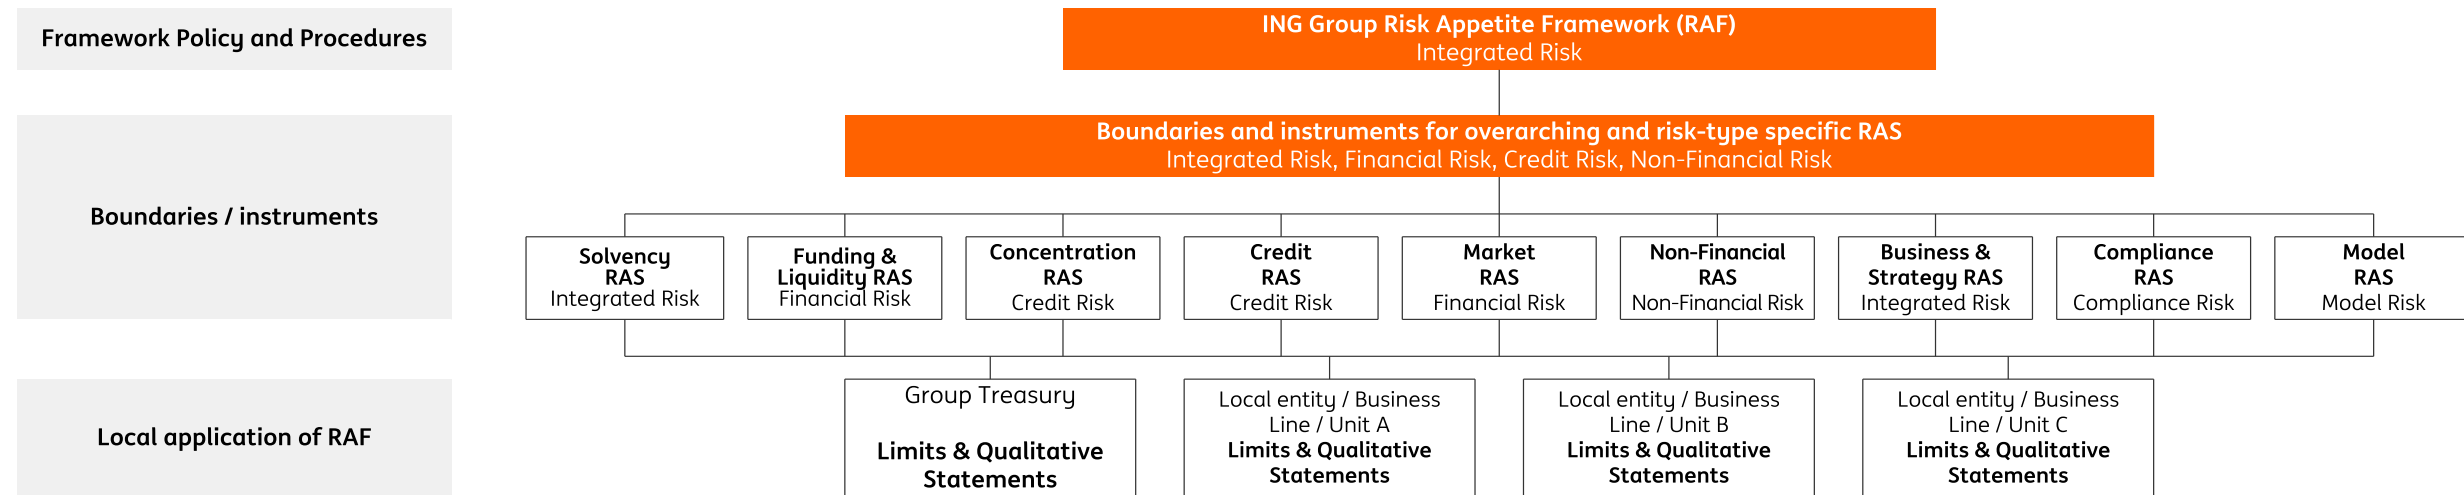 Framework Policy and Procedures
ING Group Risk Appetite Framework (RAF)
Integrated Risk
Boundaries / instruments
Boundaries and instruments for overarching and risk-type specific RAS
Integrated Risk, Financial Risk, Credit Risk, Non-Financial Risk
Solvency
RAS
Integrated Risk
Funding &
Liquidity RAS
Financial Risk
Concentration
RAS
Credit Risk
Credit
RAS
Credit Risk
Market
RAS
Financial Risk
Non-Financial
RAS
Non-Financial Risk
Business &
Strategy RAS
Integrated Risk
Compliance
RAS
Compliance Risk
Model
RAS
Model Risk
Local application of RAF
Group Treasury
Limits & Qualitative
Statements
Local entity / Business
Line / Unit A
Limits & Qualitative
Statements
Local entity / Business
Line / Unit B
Limits & Qualitative
Statements
Local entity / Business
Line / Unit C
Limits & Qualitative
Statements